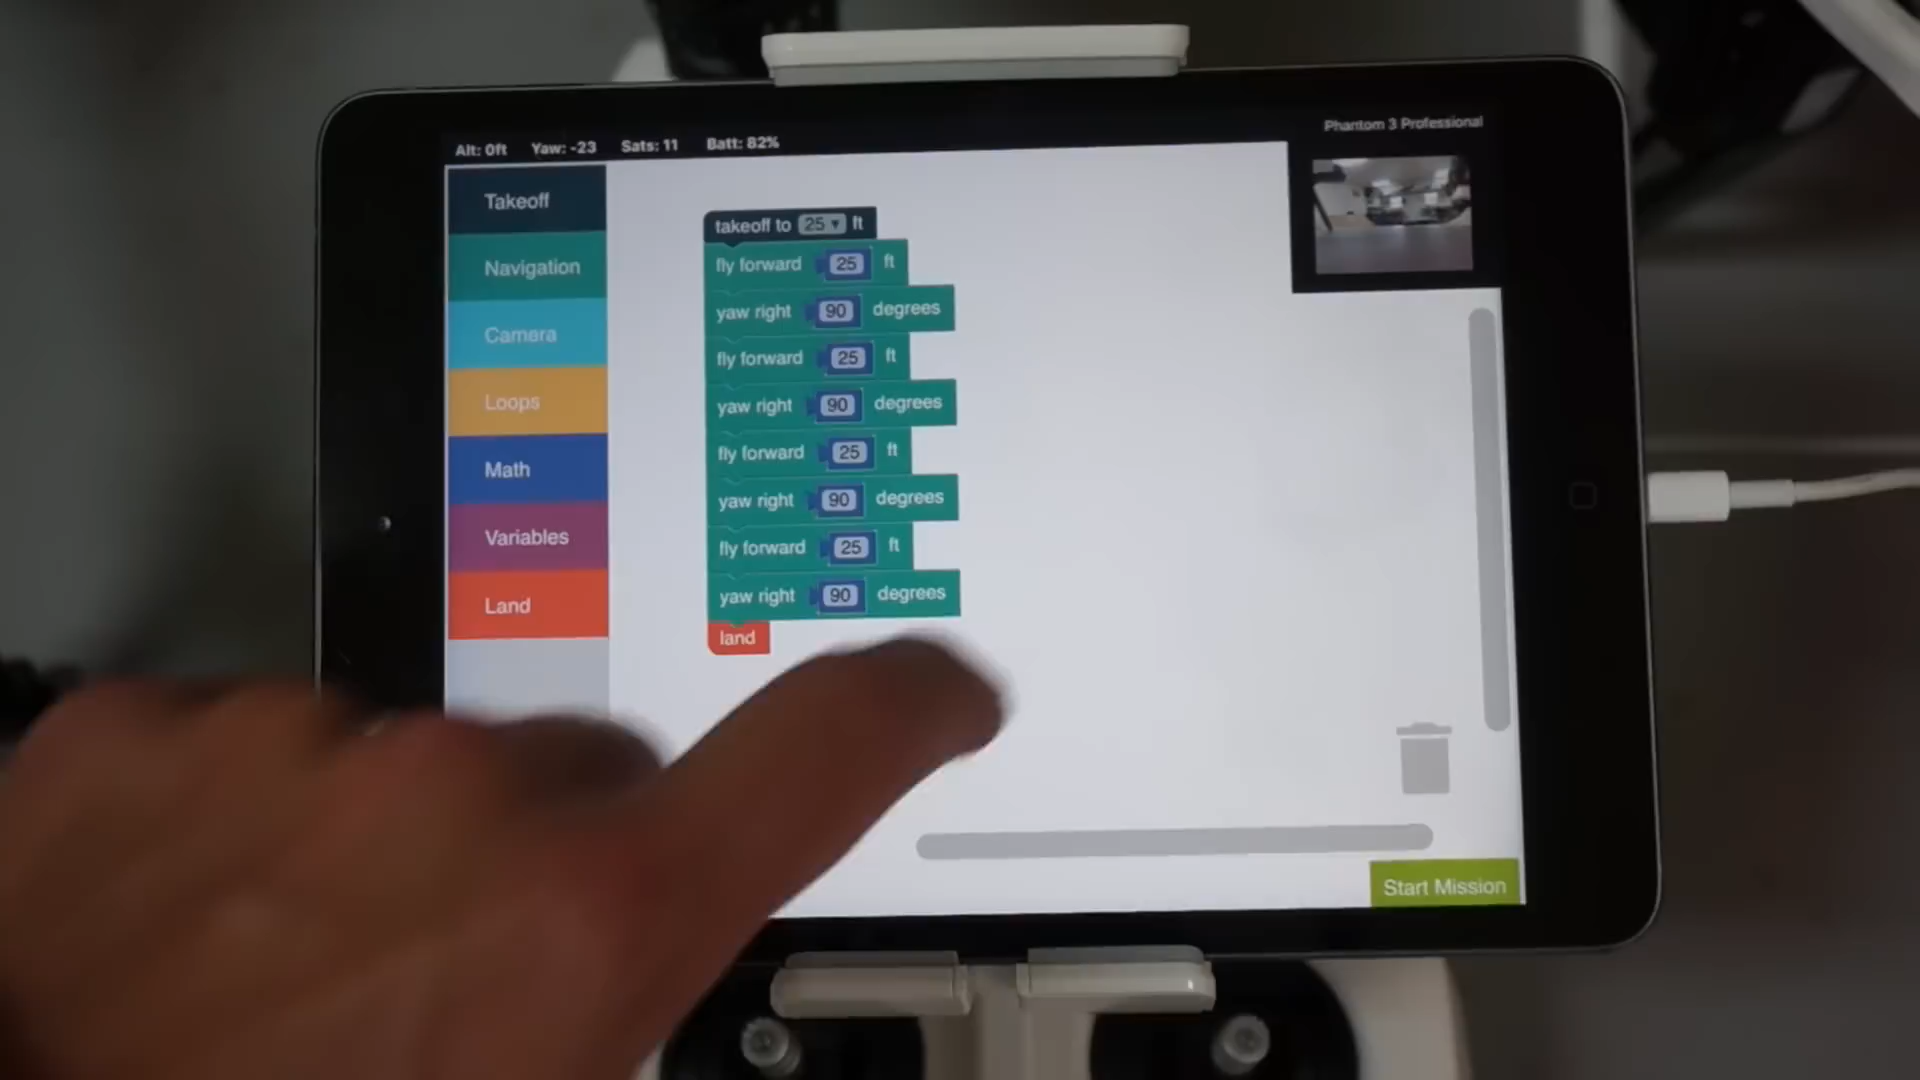 Alt: 0ft Yaw: -23 Sats: 11 Batt: 82%
Phantom 3 Professional
Takeoff
Navigation
Camera
Loops
Math
Variables
Land
takeoff to 25 ▾ ft
fly forward 25 ft
yaw right 90 degrees
fly forward 25 ft
yaw right 90 degrees
fly forward 25 ft
yaw right 90 degrees
fly forward 25 ft
yaw right 90 degrees
land
Start Mission